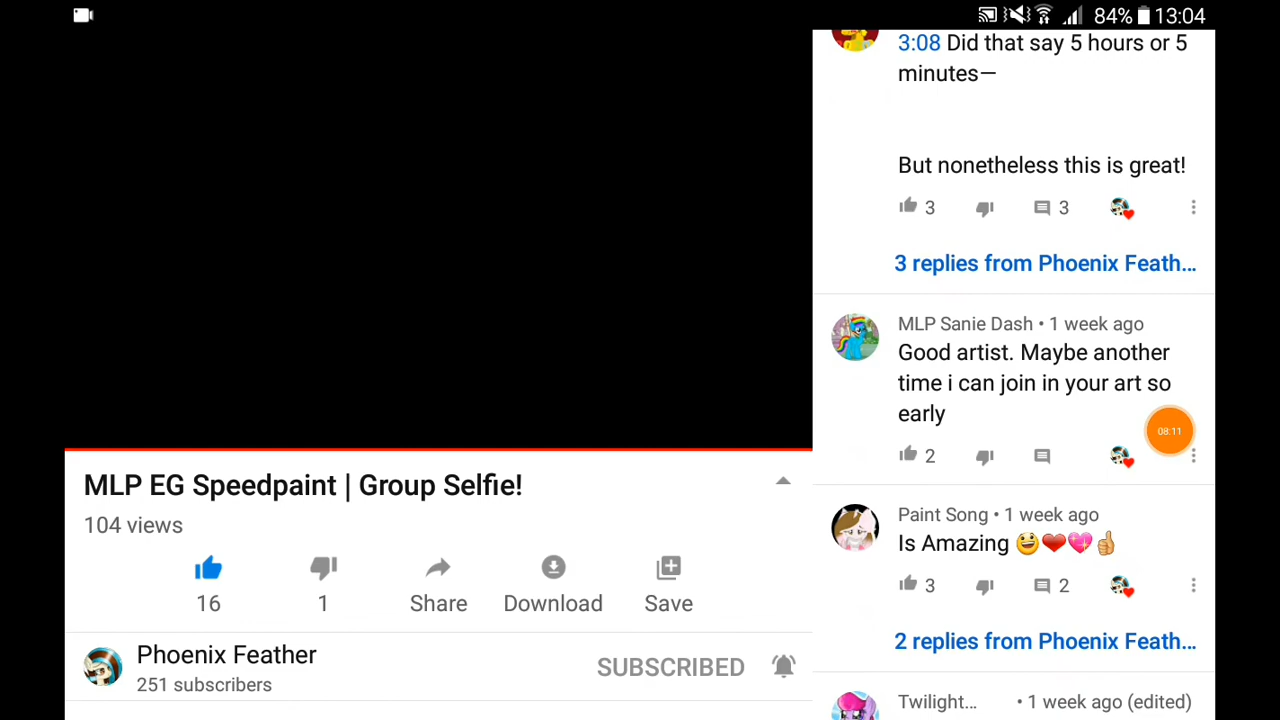 84% 13:04
3:08 Did that say 5 hours or 5
minutes—
But nonetheless this is great!
3 3
3 replies from Phoenix Feath...
MLP Sanie Dash • 1 week ago
Good artist. Maybe another
time i can join in your art so
early
08:11
2
Paint Song • 1 week ago
Is Amazing 😃❤️💖👍
3 2
2 replies from Phoenix Feath...
Twilight... • 1 week ago (edited)
MLP EG Speedpaint | Group Selfie!
104 views
16 1 Share Download Save
Phoenix Feather
251 subscribers
SUBSCRIBED